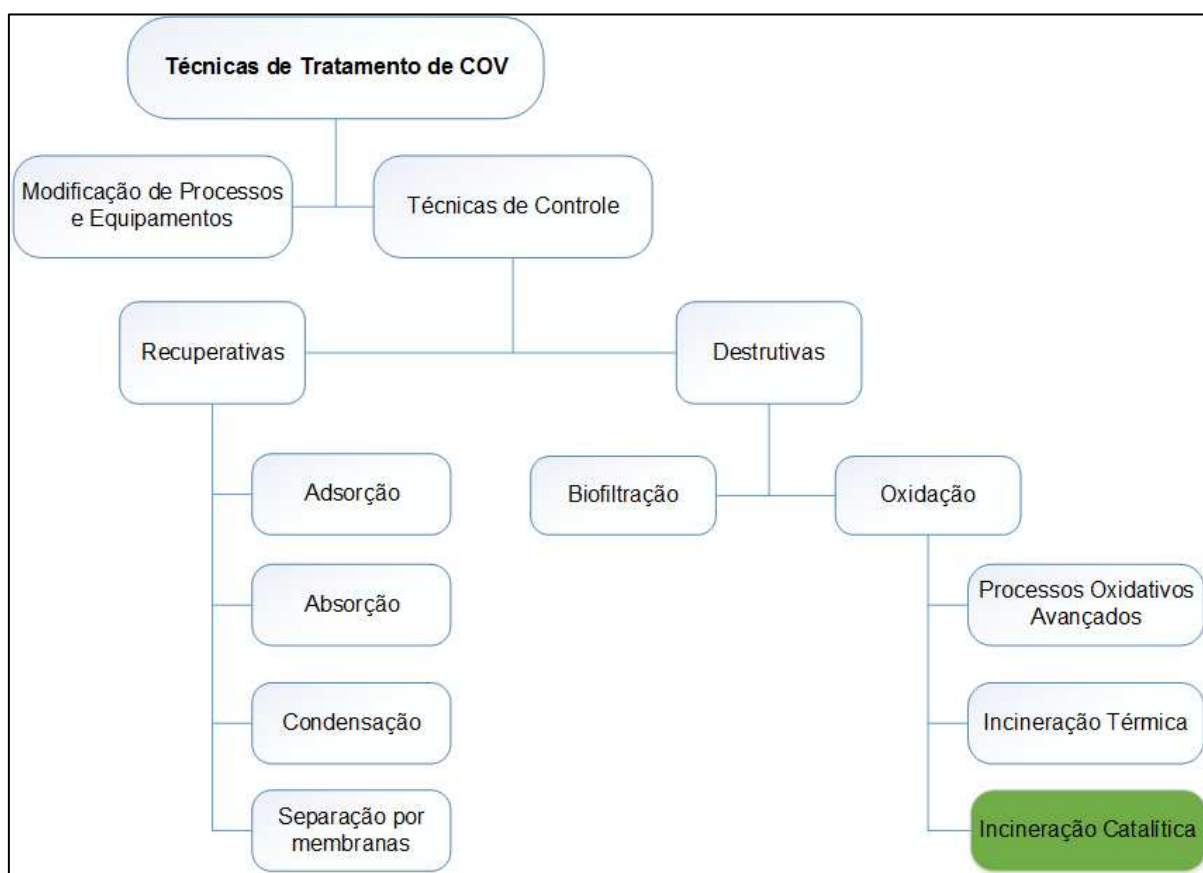 Técnicas de Tratamento de COV
Modificação de Processos
e Equipamentos
Técnicas de Controle
Recuperativas
Destrutivas
Adsorção
Biofiltração
Oxidação
Absorção
Processos Oxidativos
Avançados
Condensação
Incineração Térmica
Separação por
membranas
Incineração Catalítica